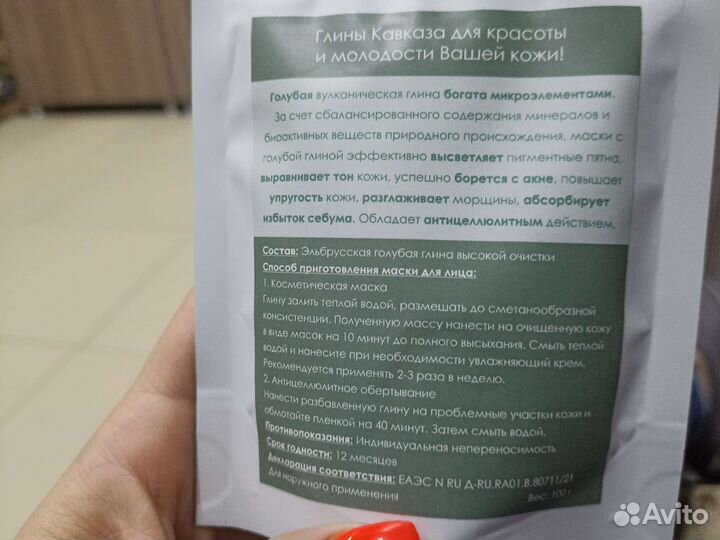 Глины Кавказа для красоты
и молодости Вашей кожи!
Голубая вулканическая глина богата микроэлементами.
За счет сбалансированного содержания минералов и
биоактивных веществ природного происхождения, маски с
голубой глиной эффективно высветляет пигментные пятна,
выравнивает тон кожи, успешно борется с акне, повышает
упругость кожи, разглаживает морщины, абсорбирует
избыток себума. Обладает антицеллюлитным действием.
Состав: Эльбрусская голубая глина высокой очистки
Способ приготовления маски для лица:
1. Косметическая маска
Глину залить теплой водой, размешать до сметанообразной
консистенции. Полученную массу нанести на очищенную кожу
в виде масок на 10 минут до полного высыхания. Смыть теплой
водой и нанесите при необходимости увлажняющий крем.
Рекомендуется применять 2-3 раза в неделю.
2. Антицеллюлитное обертывание
Нанести разбавленную глину на проблемные участки кожи и
обмотайте пленкой на 40 минут. Затем смыть водой.
Противопоказания: Индивидуальная непереносимость
Срок годности: 12 месяцев
Декларация соответствия: ЕАЭС N RU Д-RU.RA01.B.80711/21
Для наружного применения
Вес: 100 г
Avito